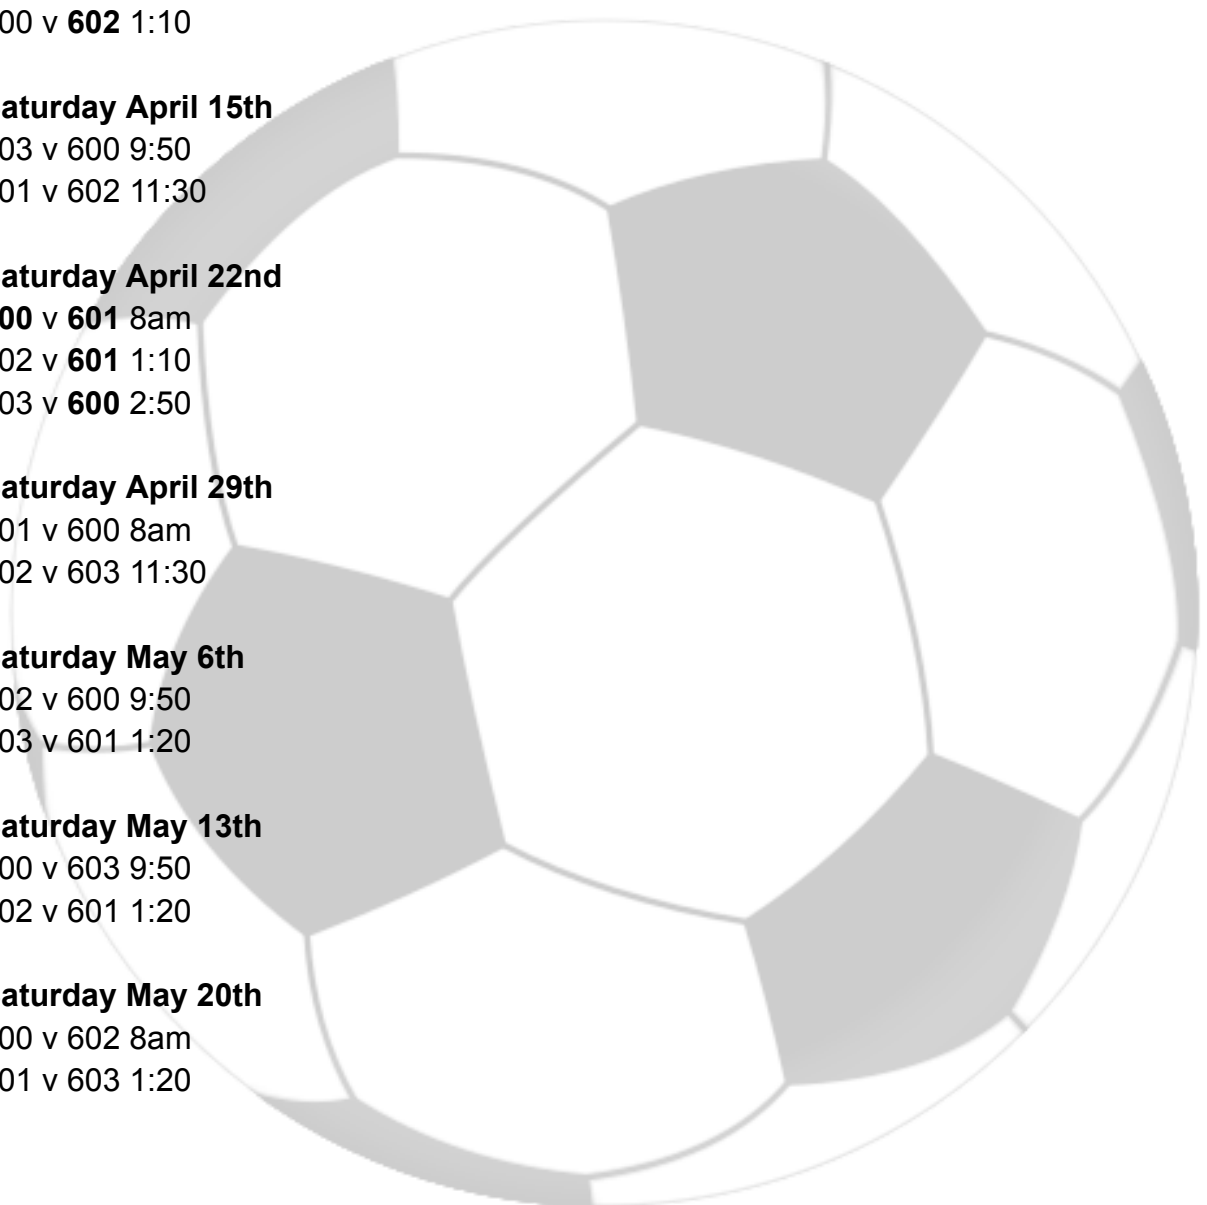 00 v 602 1:10
aturday April 15th
03 v 600 9:50
01 v 602 11:30
aturday April 22nd
00 v 601 8am
02 v 601 1:10
03 v 600 2:50
aturday April 29th
01 v 600 8am
02 v 603 11:30
aturday May 6th
02 v 600 9:50
03 v 601 1:20
aturday May 13th
00 v 603 9:50
02 v 601 1:20
aturday May 20th
00 v 602 8am
01 v 603 1:20